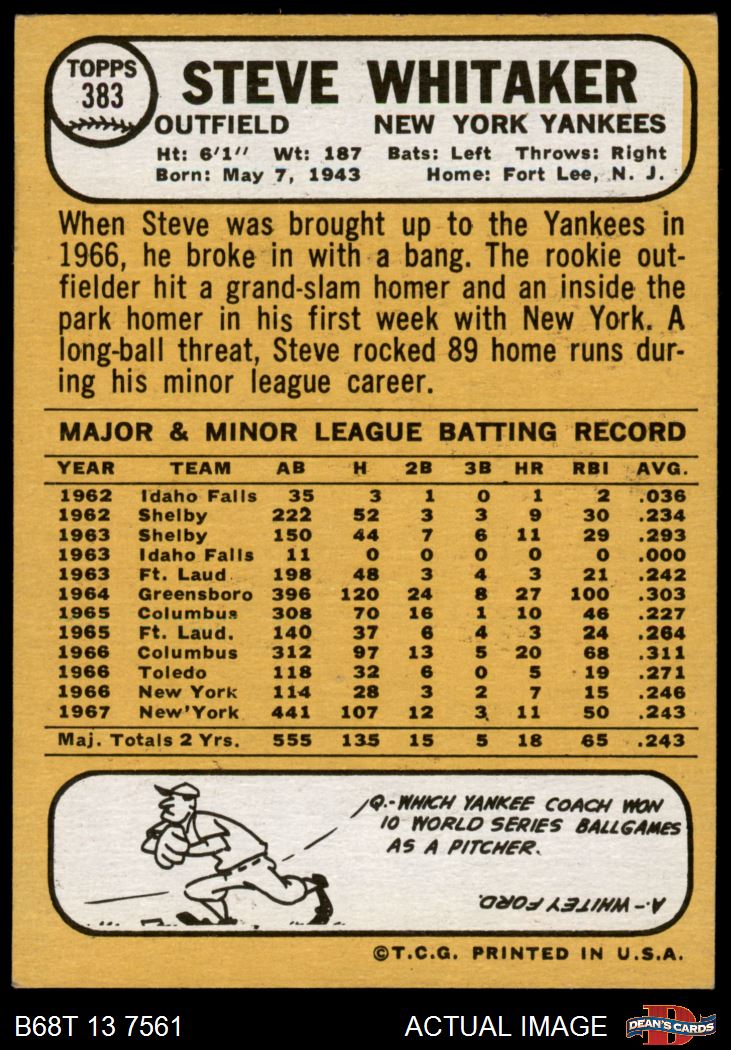 TOPPS
383
STEVE WHITAKER
OUTFIELD NEW YORK YANKEES
Ht: 6'1'' Wt: 187 Bats: Left Throws: Right
Born: May 7, 1943 Home: Fort Lee, N. J.
When Steve was brought up to the Yankees in
1966, he broke in with a bang. The rookie out-
fielder hit a grand-slam homer and an inside the
park homer in his first week with New York. A
long-ball threat, Steve rocked 89 home runs dur-
ing his minor league career.
MAJOR & MINOR LEAGUE BATTING RECORD
YEAR TEAM AB H 2B 3B HR RBI AVG.
1962 Idaho Falls 35 3 1 0 1 2 .036
1962 Shelby 222 52 3 3 9 30 .234
1963 Shelby 150 44 7 6 11 29 .293
1963 Idaho Falls 11 0 0 0 0 0 .000
1963 Ft. Laud. 198 48 3 4 3 21 .242
1964 Greensboro 396 120 24 8 27 100 .303
1965 Columbus 308 70 16 1 10 46 .227
1965 Ft. Laud. 140 37 6 4 3 24 .264
1966 Columbus 312 97 13 5 20 68 .311
1966 Toledo 118 32 6 0 5 19 .271
1966 New York 114 28 3 2 7 15 .246
1967 New York 441 107 12 3 11 50 .243
Maj. Totals 2 Yrs. 555 135 15 5 18 65 .243
Q.-WHICH YANKEE COACH WON
10 WORLD SERIES BALLGAMES
AS A PITCHER.
A.-WHITEY FORD.
©T.C.G. PRINTED IN U.S.A.
B68T 13 7561 ACTUAL IMAGE DEAN'S CARDS